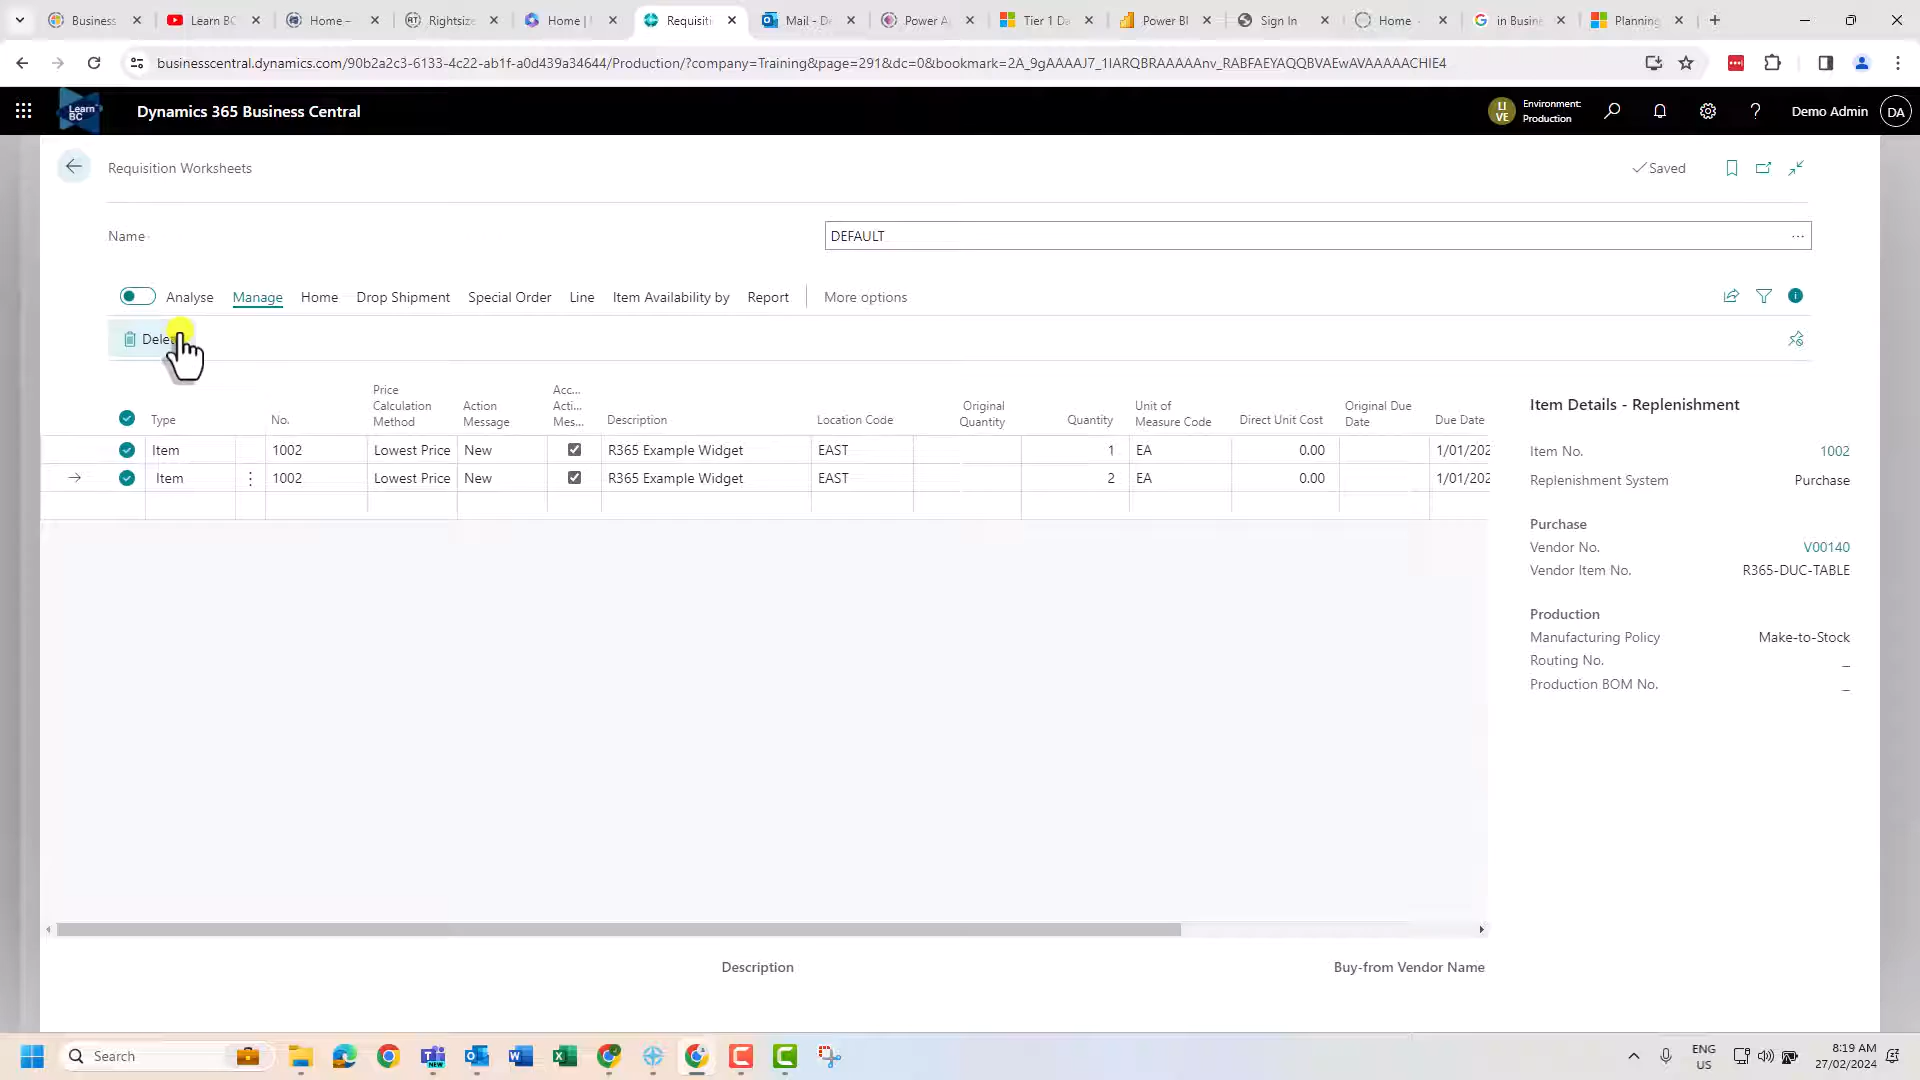 Business
Learn BC
Home –
Rightsize
Home |
Requisiti
Mail - De
Power A
Tier 1 Da
Power BI
Sign In
Home -
in Busin
Planning
businesscentral.dynamics.com/90b2a2c3-6133-4c22-ab1f-a0d439a34644/Production/?company=Training&page=291&dc=0&bookmark=2A_9gAAAAJ7_1IARQBRAAAAAnv_RABFAEYAQQBVAEwAVAAAAACHIE4
Learn BC
Dynamics 365 Business Central
LI VE
Environment: Production
Demo Admin
DA
Requisition Worksheets
Saved
Name
DEFAULT
Analyse Manage Home Drop Shipment Special Order Line Item Availability by Report More options
Delet
Type No. Price Calculation Method Action Message Acc... Acti... Mes... Description Location Code Original Quantity Quantity Unit of Measure Code Direct Unit Cost Original Due Date Due Date
Item 1002 Lowest Price New R365 Example Widget EAST 1 EA 0.00 1/01/202
Item 1002 Lowest Price New R365 Example Widget EAST 2 EA 0.00 1/01/202
Item Details - Replenishment
Item No. 1002
Replenishment System Purchase
Purchase
Vendor No. V00140
Vendor Item No. R365-DUC-TABLE
Production
Manufacturing Policy Make-to-Stock
Routing No. _
Production BOM No. _
Description
Buy-from Vendor Name
Search
ENG
US
8:19 AM
27/02/2024